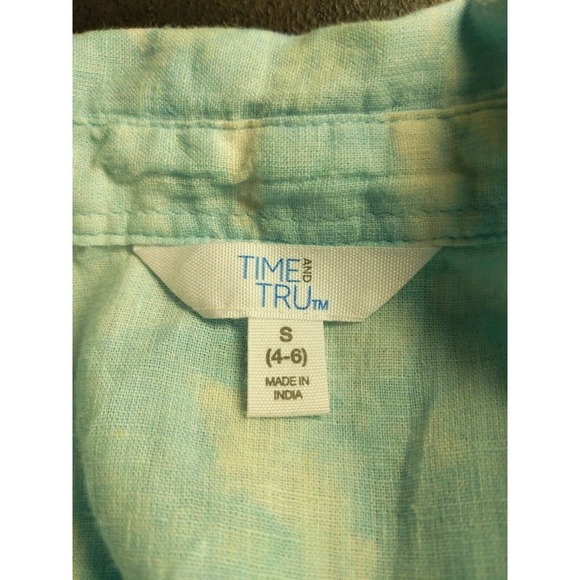 TIME AND
TRU™
S
(4-6)
MADE IN
INDIA